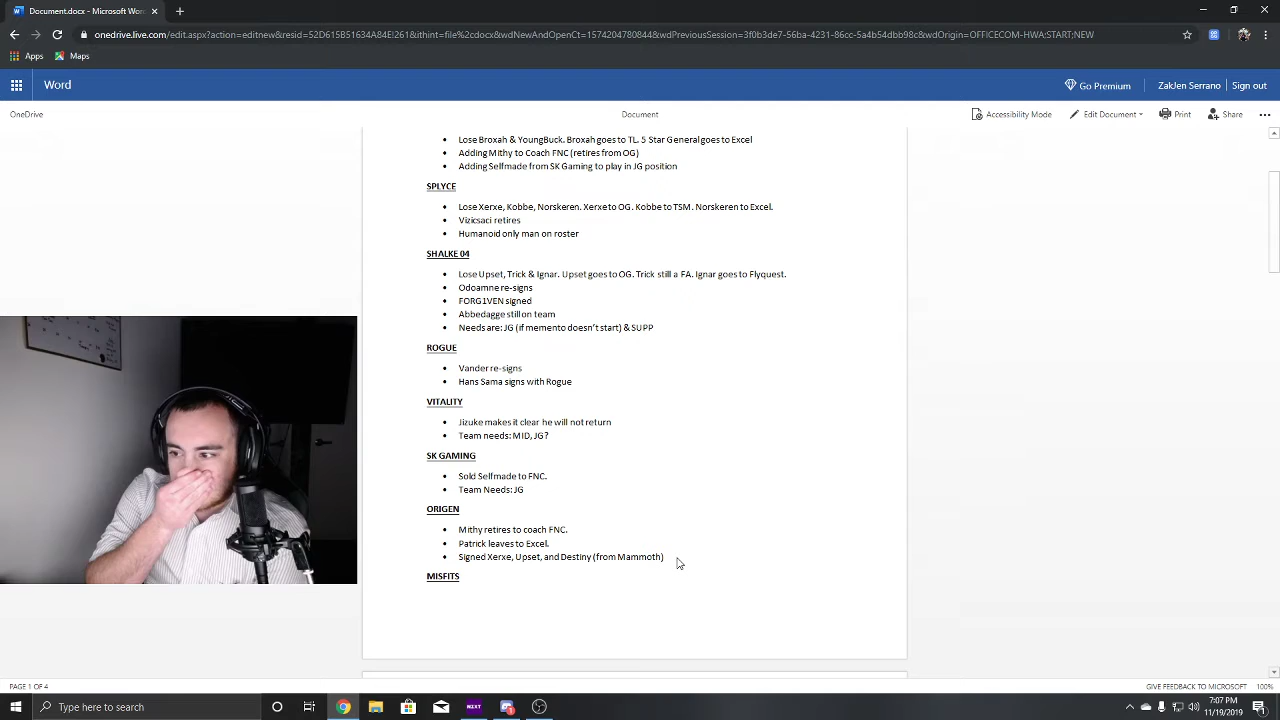 Document.docx - Microsoft Word
onedrive.live.com/edit.aspx?action=editnew&resid=52D615B51634A84E!261&ithint=file%2cdocx&wdNewAndOpenCt=1574204780844&wdPreviousSession=3f0b3de7-56ba-4231-86cc-5a4b54dbb98c&wdOrigin=OFFICECOM-HWA:START;NEW
Apps Maps
Word Go Premium ZakJen Serrano Sign out
OneDrive Document Accessibility Mode Edit Document Print Share
Lose Broxah & YoungBuck. Broxah goes to TL. 5 Star General goes to Excel
Adding Mithy to Coach FNC (retires from OG)
Adding Selfmade from SK Gaming to play in JG position
SPLYCE
Lose Xerxe, Kobbe, Norskeren. Xerxe to OG. Kobbe to TSM. Norskeren to Excel.
Vizicsaci retires
Humanoid only man on roster
SHALKE 04
Lose Upset, Trick & Ignar. Upset goes to OG. Trick still a FA. Ignar goes to Flyquest.
Odoamne re-signs
FORG1VEN signed
Abbedagge still on team
Needs are: JG (if memento doesn't start) & SUPP
ROGUE
Vander re-signs
Hans Sama signs with Rogue
VITALITY
Jizuke makes it clear he will not return
Team needs: MID, JG?
SK GAMING
Sold Selfmade to FNC.
Team Needs: JG
ORIGEN
Mithy retires to coach FNC.
Patrick leaves to Excel.
Signed Xerxe, Upset, and Destiny (from Mammoth)
MISFITS
PAGE 1 OF 4 GIVE FEEDBACK TO MICROSOFT 100%
Type here to search
7:07 PM
11/19/2019